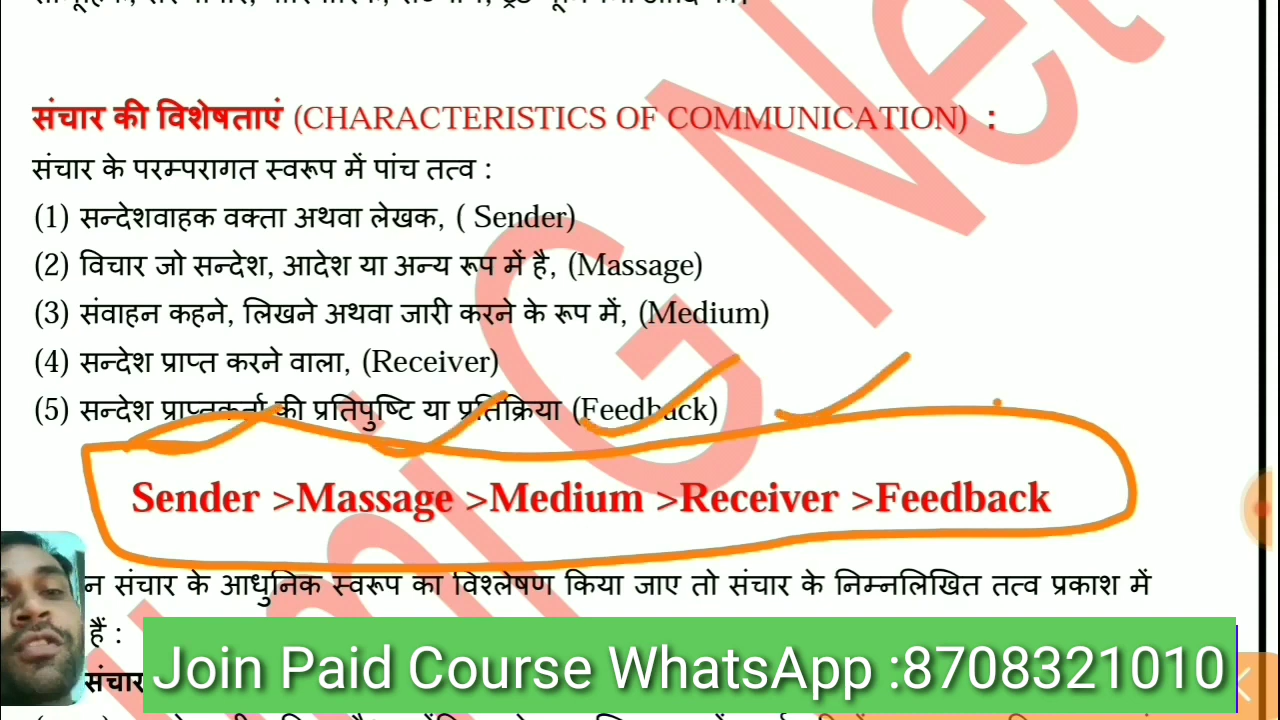 संचार की विशेषताएं (CHARACTERISTICS OF COMMUNICATION) :
संचार के परम्परागत स्वरूप में पांच तत्व :
(1) सन्देशवाहक वक्ता अथवा लेखक, ( Sender)
(2) विचार जो सन्देश, आदेश या अन्य रूप में है, (Massage)
(3) संवाहन कहने, लिखने अथवा जारी करने के रूप में, (Medium)
(4) सन्देश प्राप्त करने वाला, (Receiver)
(5) सन्देश प्राप्तकर्ता की प्रतिपुष्टि या प्रतिक्रिया (Feedback)
Sender >Massage >Medium >Receiver >Feedback
न संचार के आधुनिक स्वरूप का विश्लेषण किया जाए तो संचार के निम्नलिखित तत्व प्रकाश में
हैं :
संचार
Join Paid Course WhatsApp :8708321010
G Net